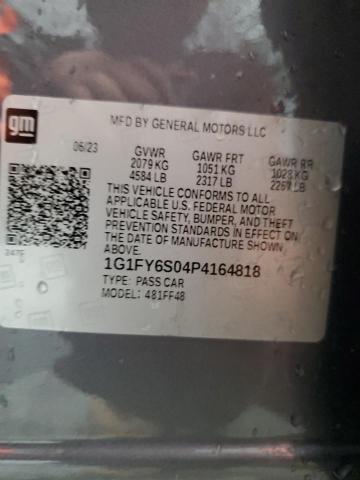 gm
MFD BY GENERAL MOTORS LLC
06/23 GVWR GAWR FRT GAWR RR
2079 KG 1051 KG 1028 KG
4584 LB 2317 LB 2267 LB
THIS VEHICLE CONFORMS TO ALL
APPLICABLE U.S. FEDERAL MOTOR
VEHICLE SAFETY, BUMPER, AND THEFT
PREVENTION STANDARDS IN EFFECT ON
THE DATE OF MANUFACTURE SHOWN
ABOVE.
1G1FY6S04P4164818
TYPE: PASS CAR
MODEL: 481FF48